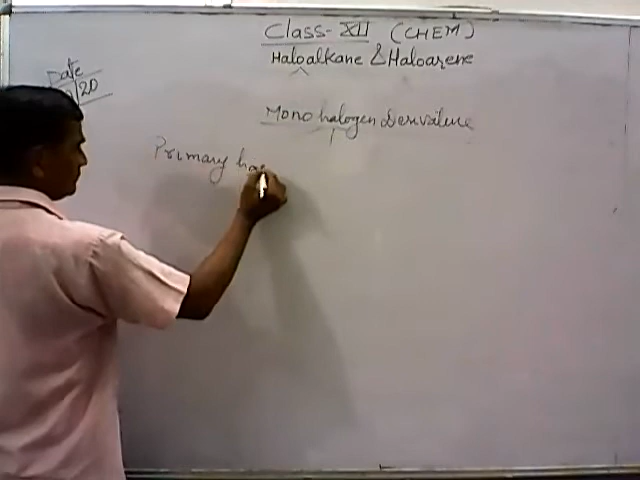 Class-XII (CHEM)
Haloalkane & Haloarene
Date
/20
Mono halogen Derivative
Primary ha